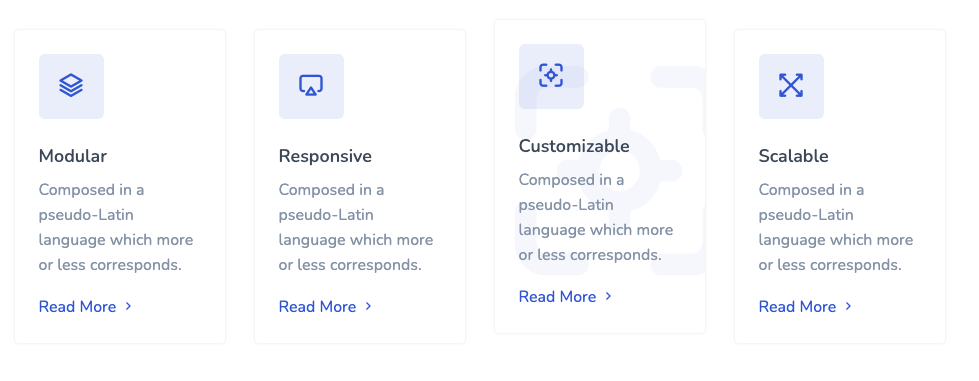 Modular
Composed in a
pseudo-Latin
language which more
or less corresponds.
Read More
Responsive
Composed in a
pseudo-Latin
language which more
or less corresponds.
Read More
Customizable
Composed in a
pseudo-Latin
language which more
or less corresponds.
Read More
Scalable
Composed in a
pseudo-Latin
language which more
or less corresponds.
Read More